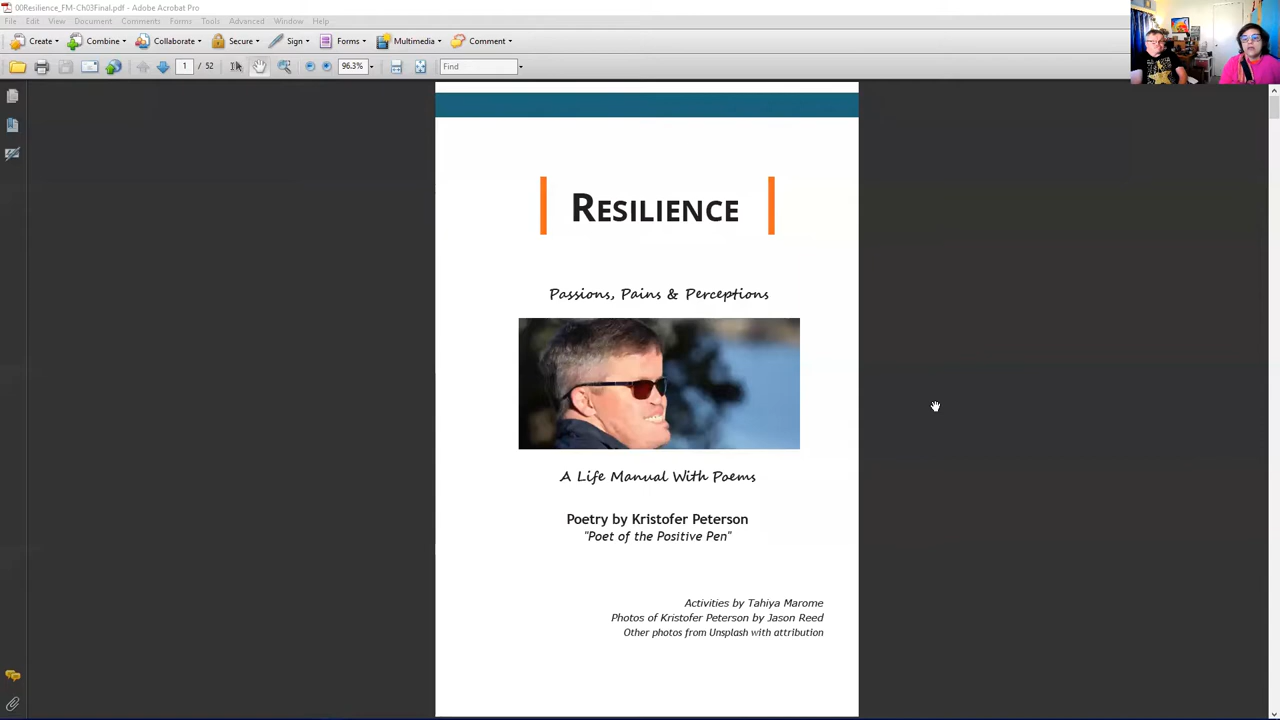 00Resilience_FM-Ch03Final.pdf - Adobe Acrobat Pro
File Edit View Document Comments Forms Tools Advanced Window Help
Create Combine Collaborate Secure Sign Forms Multimedia Comment
1 / 52 96.3% Find
RESILIENCE
Passions, Pains & Perceptions
A Life Manual With Poems
Poetry by Kristofer Peterson
"Poet of the Positive Pen"
Activities by Tahiya Marome
Photos of Kristofer Peterson by Jason Reed
Other photos from Unsplash with attribution